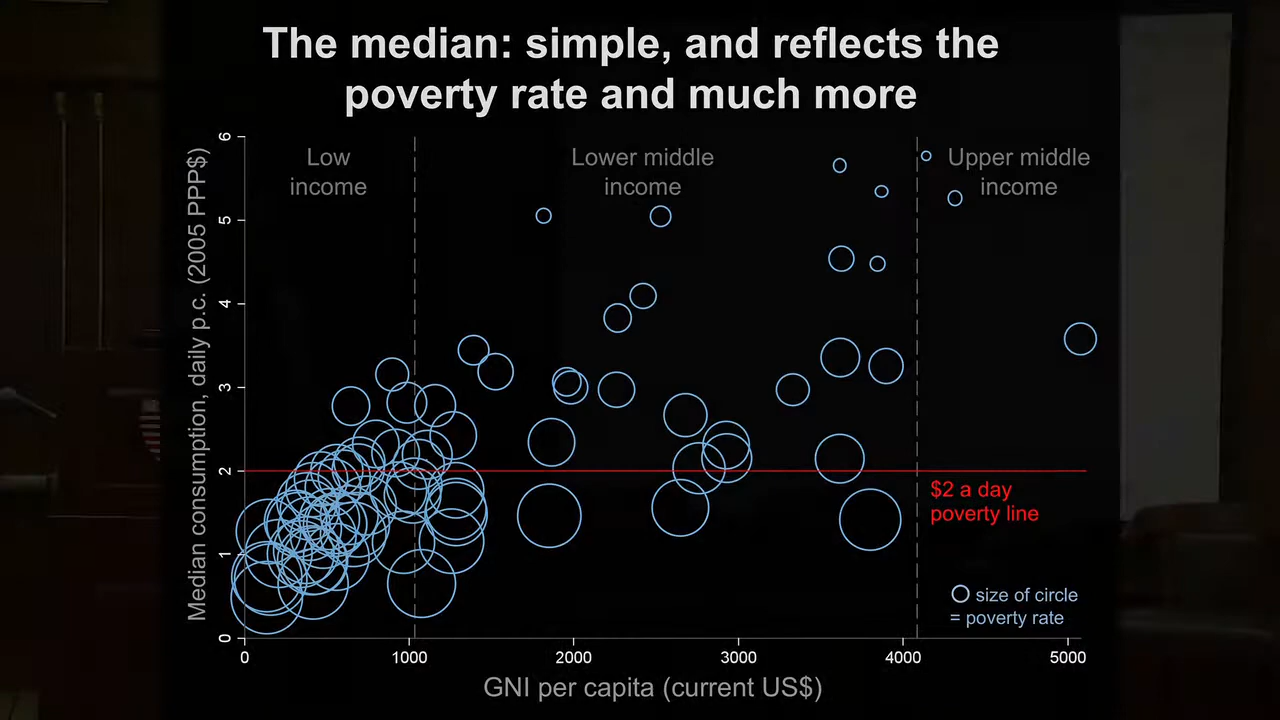 The median: simple, and reflects the
poverty rate and much more
Low
income
Lower middle
income
Upper middle
income
Median consumption, daily p.c. (2005 PPP$)
6
5
4
3
2
1
0
$2 a day
poverty line
size of circle
= poverty rate
0 1000 2000 3000 4000 5000
GNI per capita (current US$)